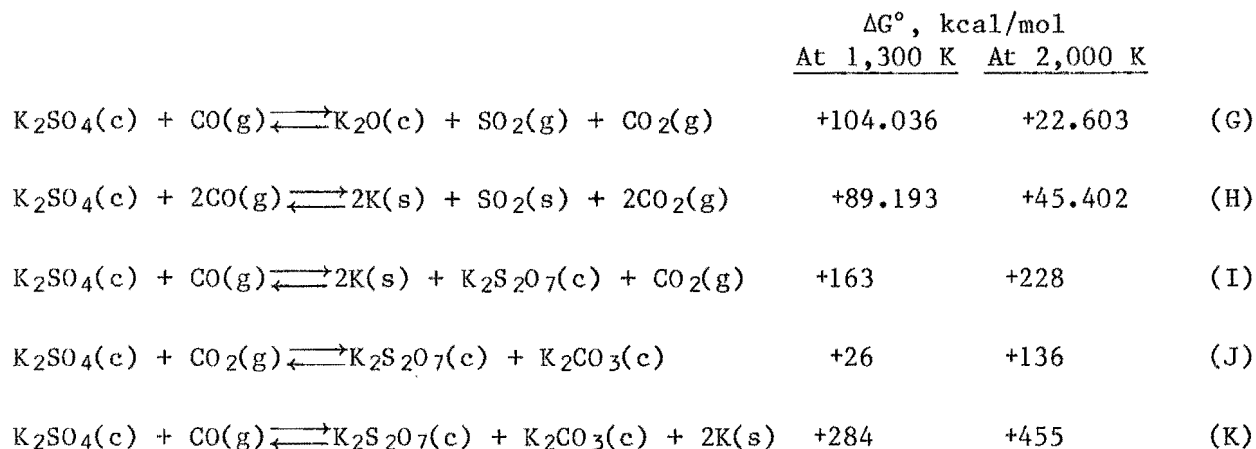 ΔG°, kcal/mol
At 1,300 K At 2,000 K
K₂SO₄(c) + CO(g) ⇌ K₂O(c) + SO₂(g) + CO₂(g) +104.036 +22.603 (G)
K₂SO₄(c) + 2CO(g) ⇌ 2K(s) + SO₂(s) + 2CO₂(g) +89.193 +45.402 (H)
K₂SO₄(c) + CO(g) ⇌ 2K(s) + K₂S₂O₇(c) + CO₂(g) +163 +228 (I)
K₂SO₄(c) + CO₂(g) ⇌ K₂S₂O₇(c) + K₂CO₃(c) +26 +136 (J)
K₂SO₄(c) + CO(g) ⇌ K₂S₂O₇(c) + K₂CO₃(c) + 2K(s) +284 +455 (K)